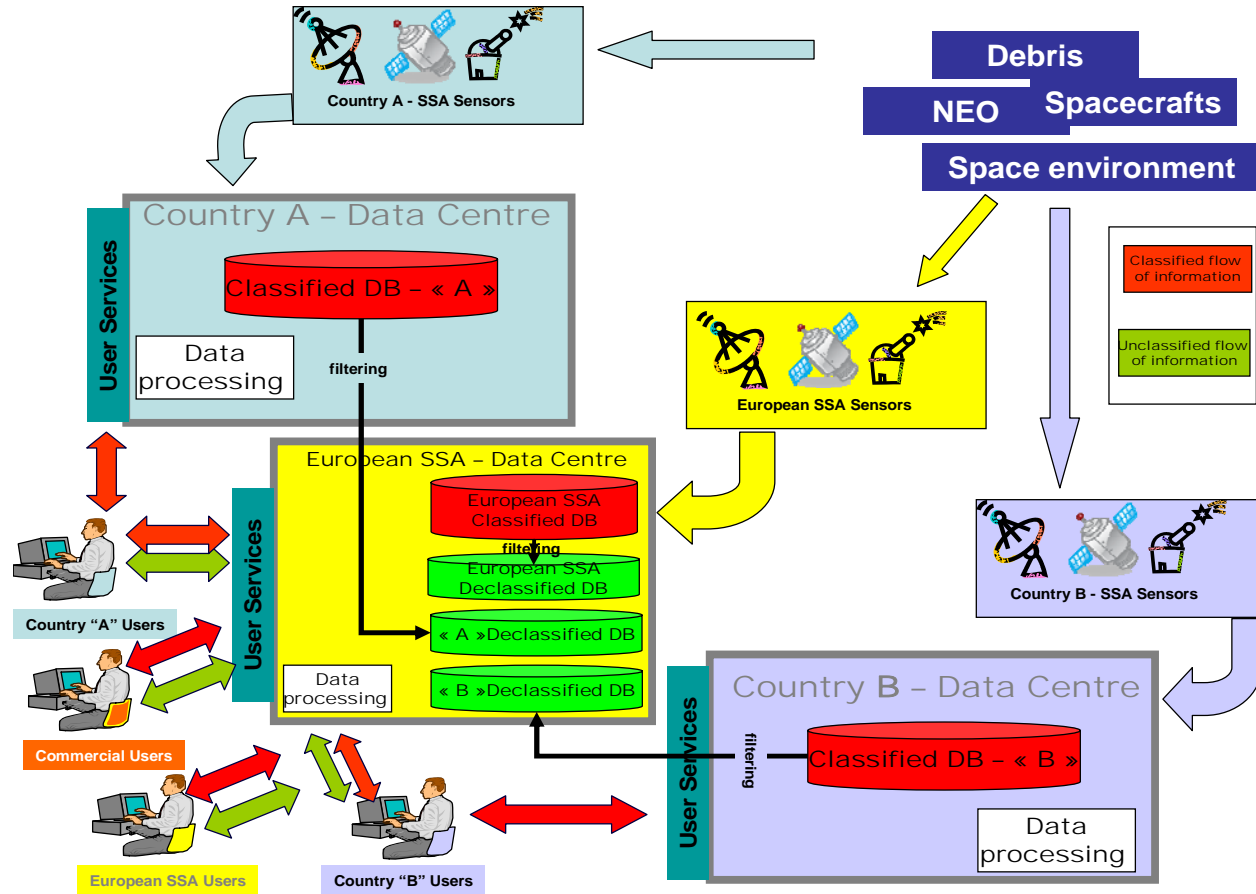 Debris
Spacecrafts
NEO
Space environment
Country A - SSA Sensors
Country A – Data Centre
User Services
Classified DB – « A »
Data
processing
filtering
Classified flow
of information
Unclassified flow
of information
European SSA Sensors
European SSA – Data Centre
User Services
European SSA
Classified DB
filtering
European SSA
Declassified DB
« A »Declassified DB
« B »Declassified DB
Data
processing
Country B - SSA Sensors
Country B – Data Centre
User Services
Classified DB – « B »
filtering
Data
processing
Country “A” Users
Commercial Users
European SSA Users
Country “B” Users